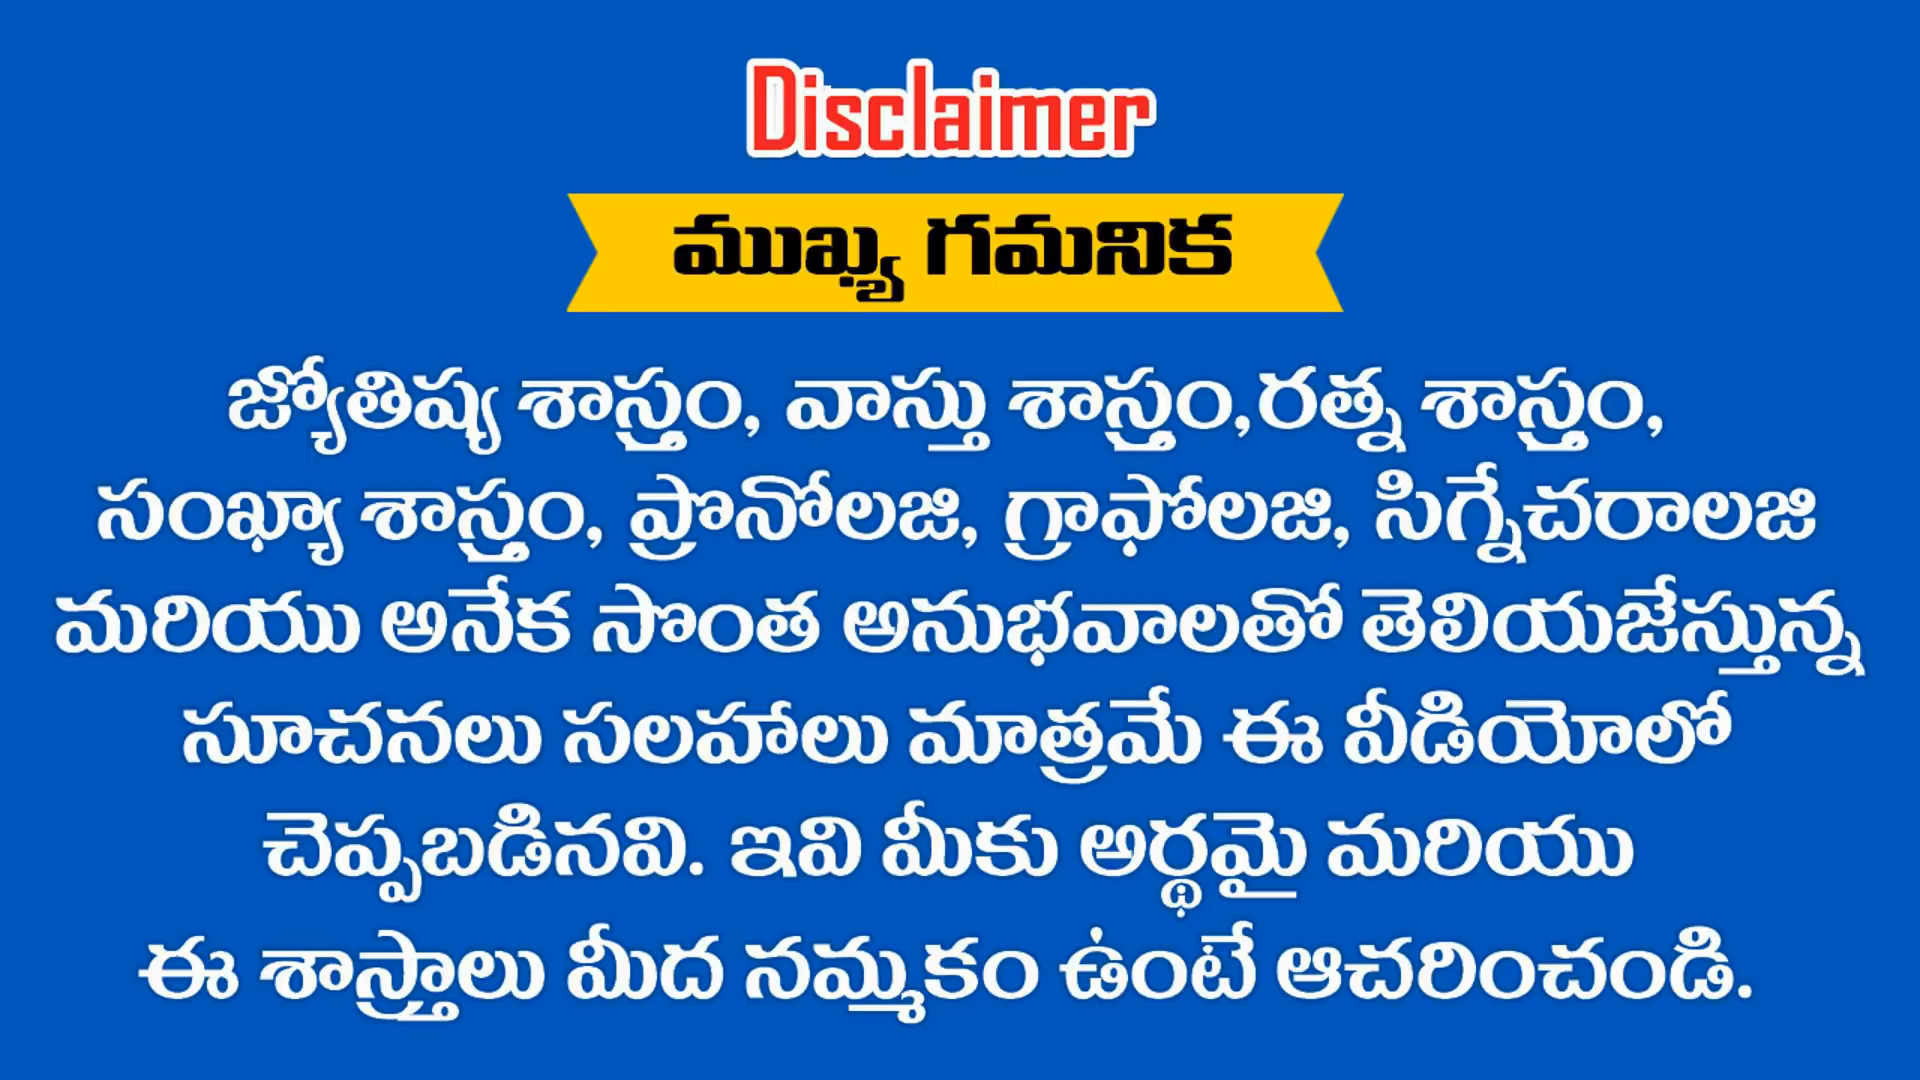 Disclaimer
ముఖ్య గమనిక
జ్యోతిష్య శాస్త్రం, వాస్తు శాస్త్రం,రత్న శాస్త్రం,
సంఖ్యా శాస్త్రం, ప్రొనోలజి, గ్రాఫోలజి, సిగ్నేచరాలజి
మరియు అనేక సొంత అనుభవాలతో తెలియజేస్తున్న
సూచనలు సలహాలు మాత్రమే ఈ వీడియోలో
చెప్పబడినవి. ఇవి మీకు అర్థమై మరియు
ఈ శాస్త్రాలు మీద నమ్మకం ఉంటే ఆచరించండి.